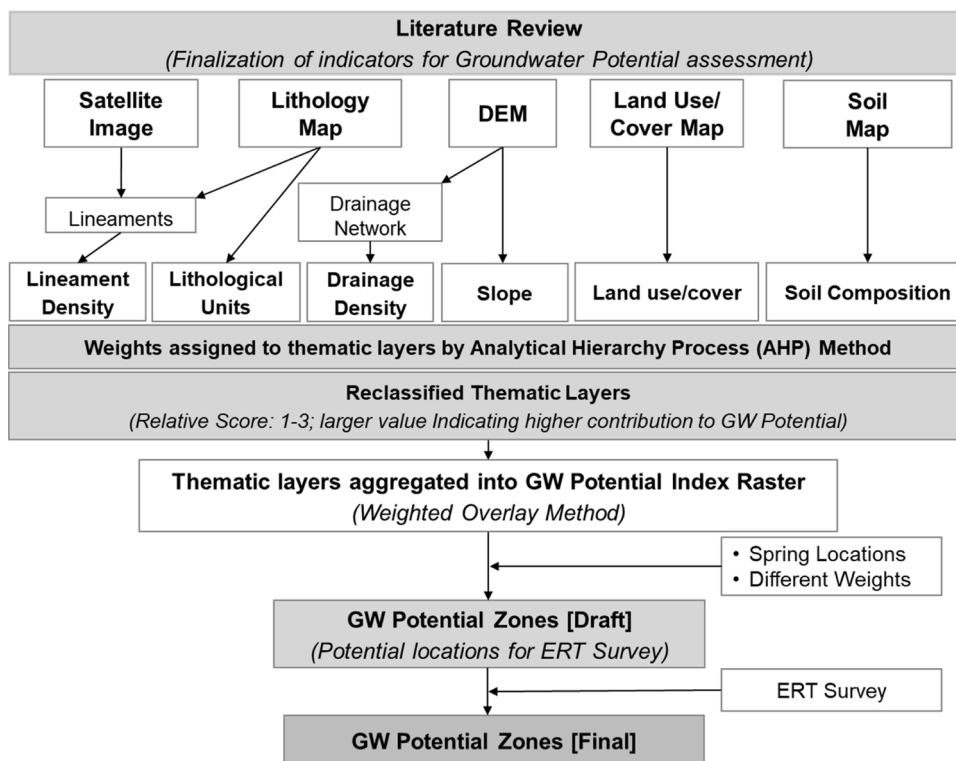 Literature Review
(Finalization of indicators for Groundwater Potential assessment)
Satellite
Image
Lithology
Map
DEM
Land Use/
Cover Map
Soil
Map
Lineaments
Drainage
Network
Lineament
Density
Lithological
Units
Drainage
Density
Slope
Land use/cover
Soil Composition
Weights assigned to thematic layers by Analytical Hierarchy Process (AHP) Method
Reclassified Thematic Layers
(Relative Score: 1-3; larger value Indicating higher contribution to GW Potential)
Thematic layers aggregated into GW Potential Index Raster
(Weighted Overlay Method)
• Spring Locations
• Different Weights
GW Potential Zones [Draft]
(Potential locations for ERT Survey)
ERT Survey
GW Potential Zones [Final]